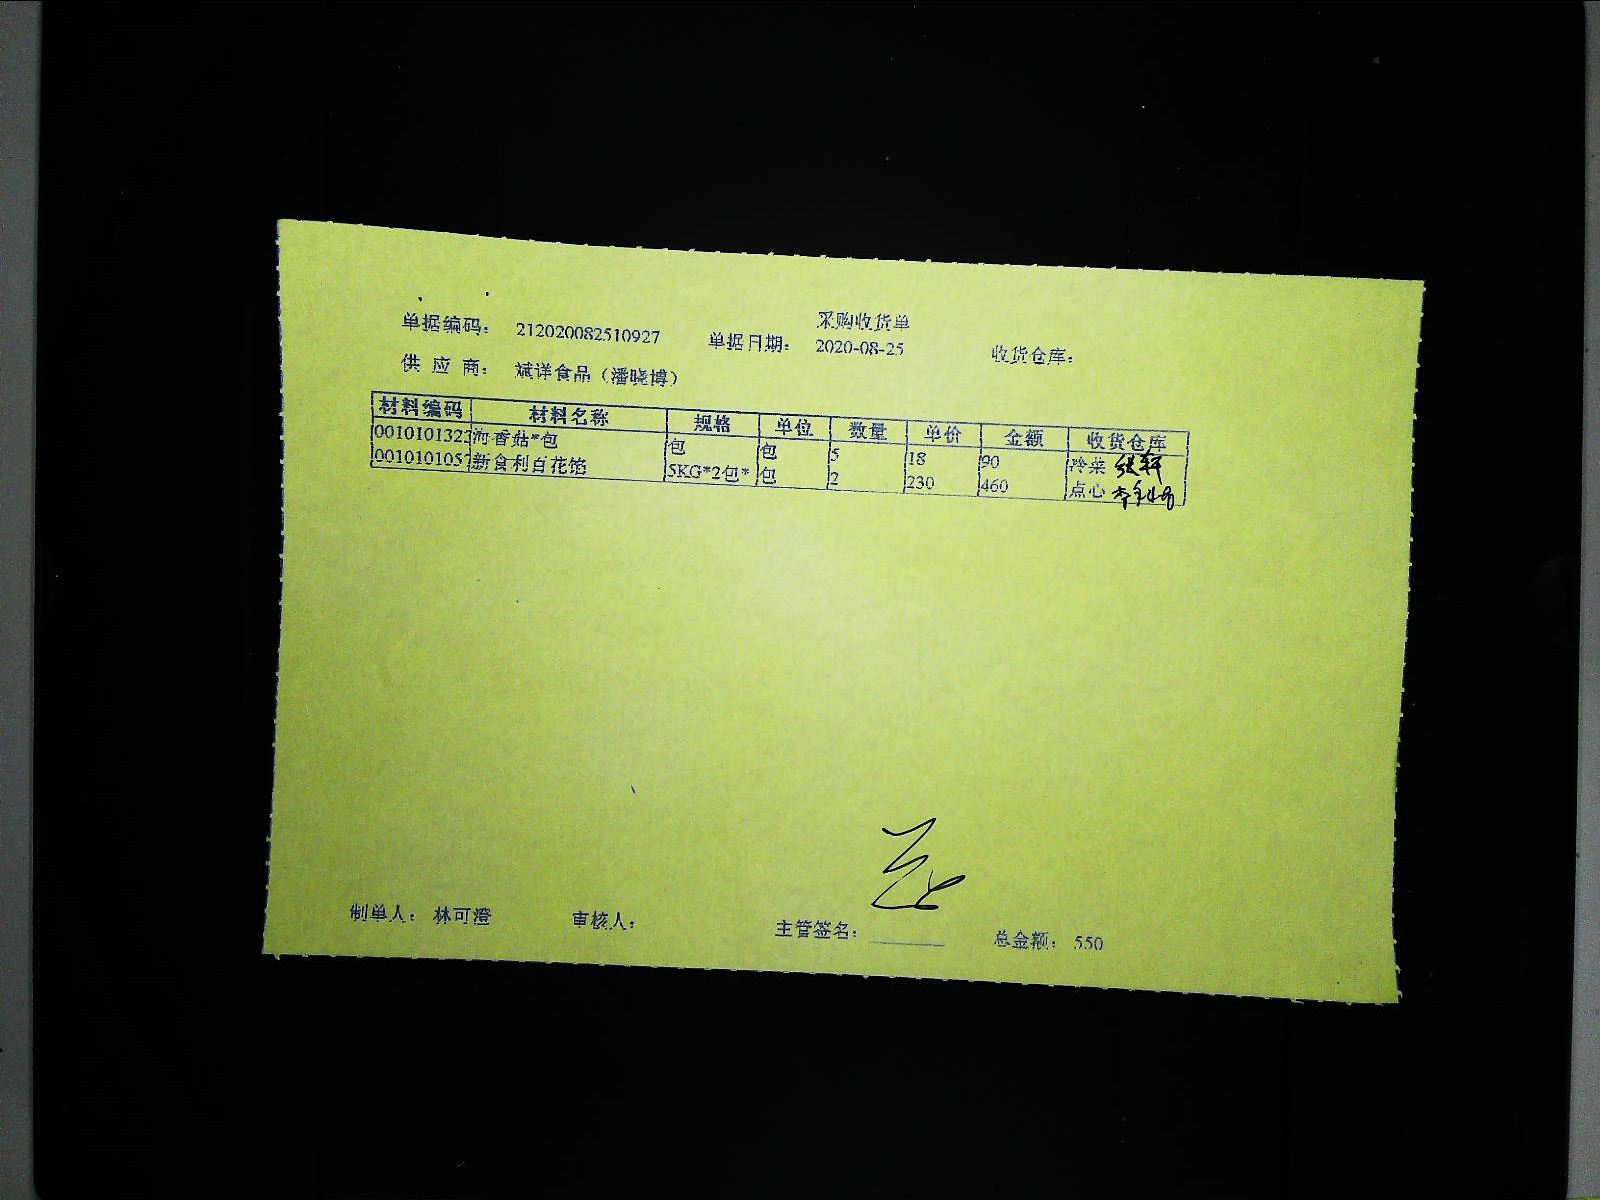 采购收货单
单据编码： 212020082510927 单据日期： 2020-08-25 收货仓库：
供 应 商： 斌洋食品（潘晓博）
材料编码 材料名称 规格 单位 数量 单价 金额 收货仓库
0010101322 海香菇*包 包 包 5 18 90 冷菜
0010101057 新食利百花馅 5KG*2包* 包 2 230 460 点心
制单人： 林可澄 审核人： 主管签名： 总金额： 550